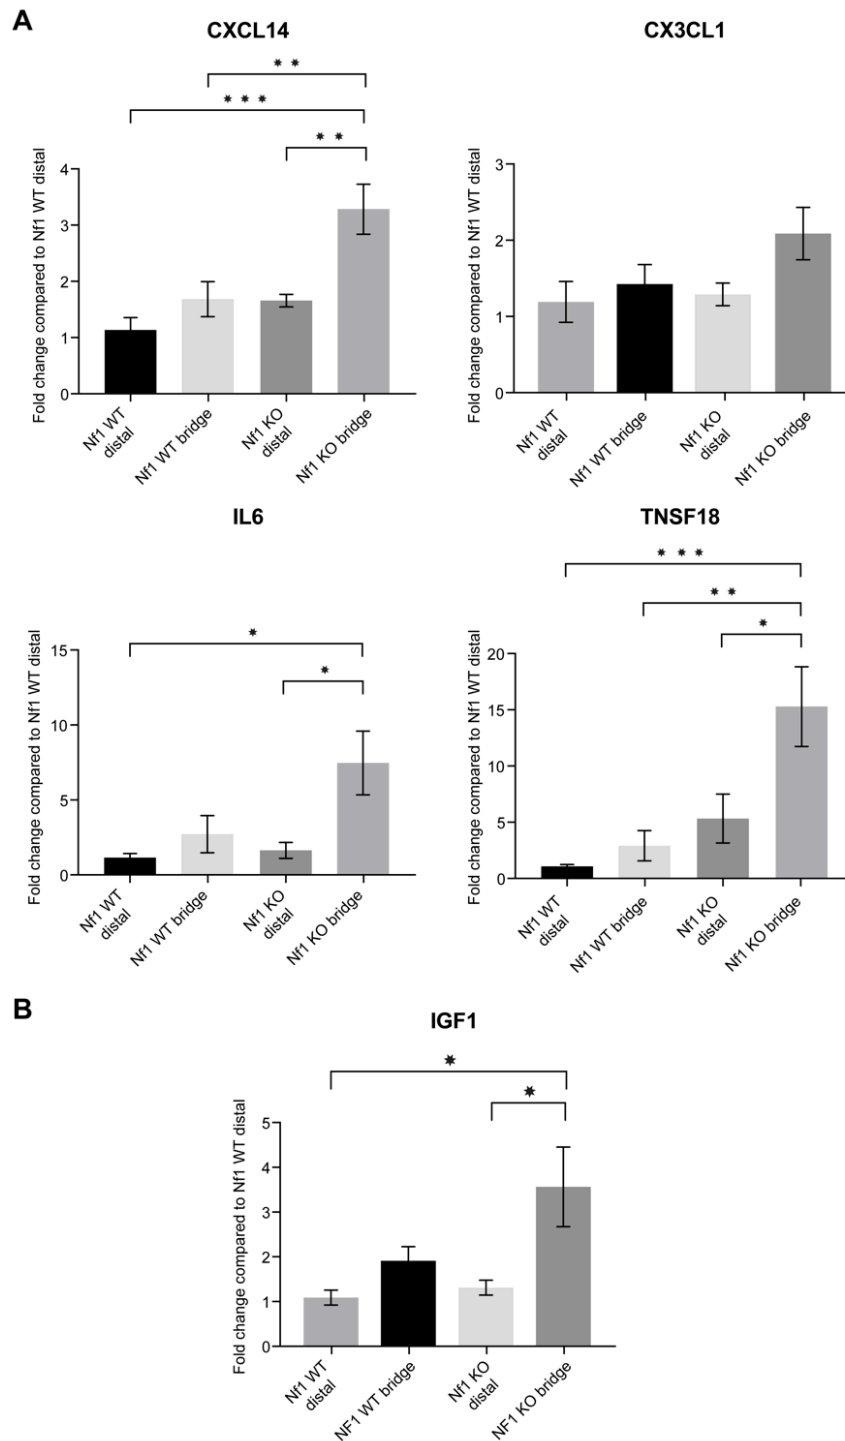 A
CXCL14
CX3CL1
* *
* * *
* *
Fold change compared to Nf1 WT distal
4
3
2
1
0
Nf1 WT
distal
Nf1 WT bridge
Nf1 KO
distal
Nf1 KO bridge
Fold change compared to Nf1 WT distal
3
2
1
0
Nf1 WT
distal
Nf1 WT bridge
Nf1 KO
distal
Nf1 KO bridge
IL6
TNSF18
*
*
Fold change compared to Nf1 WT distal
15
10
5
0
Nf1 WT
distal
Nf1 WT bridge
Nf1 KO
distal
Nf1 KO bridge
* * *
* *
*
Fold change compared to Nf1 WT distal
20
15
10
5
0
Nf1 WT
distal
Nf1 WT bridge
Nf1 KO
distal
Nf1 KO bridge
B
IGF1
*
*
Fold change compared to Nf1 WT distal
5
4
3
2
1
0
Nf1 WT
distal
NF1 WT bridge
Nf1 KO
distal
NF1 KO bridge